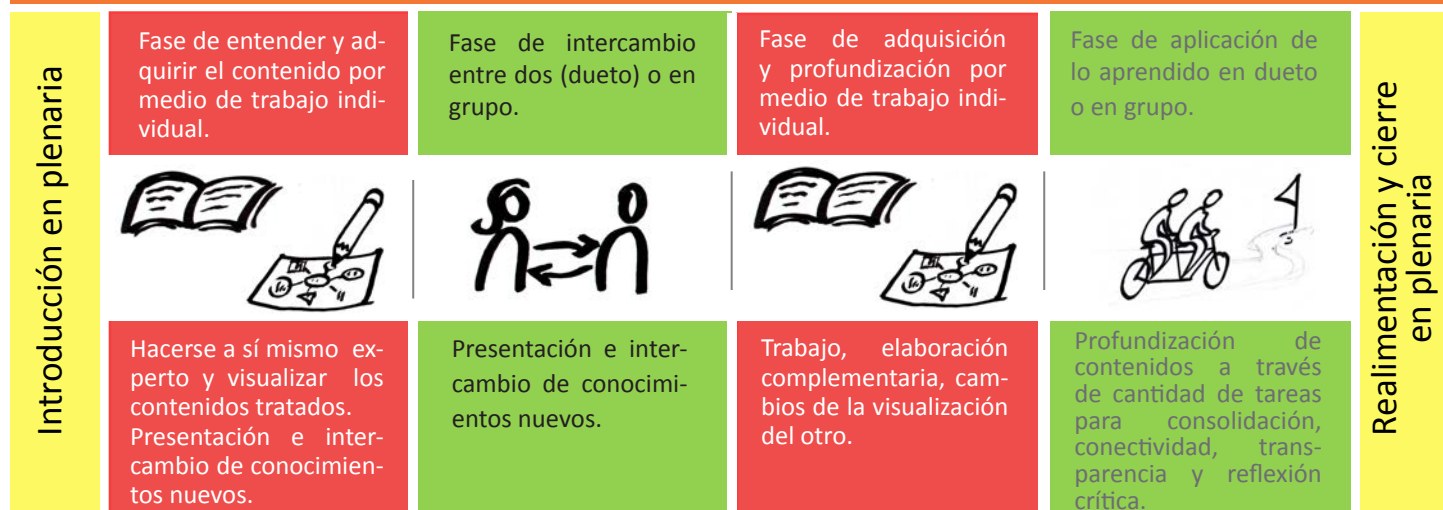 Introducción en plenaria
Fase de entender y ad-
quirir el contenido por
medio de trabajo indi-
vidual.
Fase de intercambio
entre dos (dueto) o en
grupo.
Fase de adquisición
y profundización por
medio de trabajo indi-
vidual.
Fase de aplicación de
lo aprendido en dueto
o en grupo.
Hacerse a sí mismo ex-
perto y visualizar los
contenidos tratados.
Presentación e inter-
cambio de conocimien-
tos nuevos.
Presentación e inter-
cambio de conocimi-
entos nuevos.
Trabajo, elaboración
complementaria, cam-
bios de la visualización
del otro.
Profundización de
contenidos a través
de cantidad de tareas
para consolidación,
conectividad, trans-
parencia y reflexión
crítica.
Realimentación y cierre
en plenaria